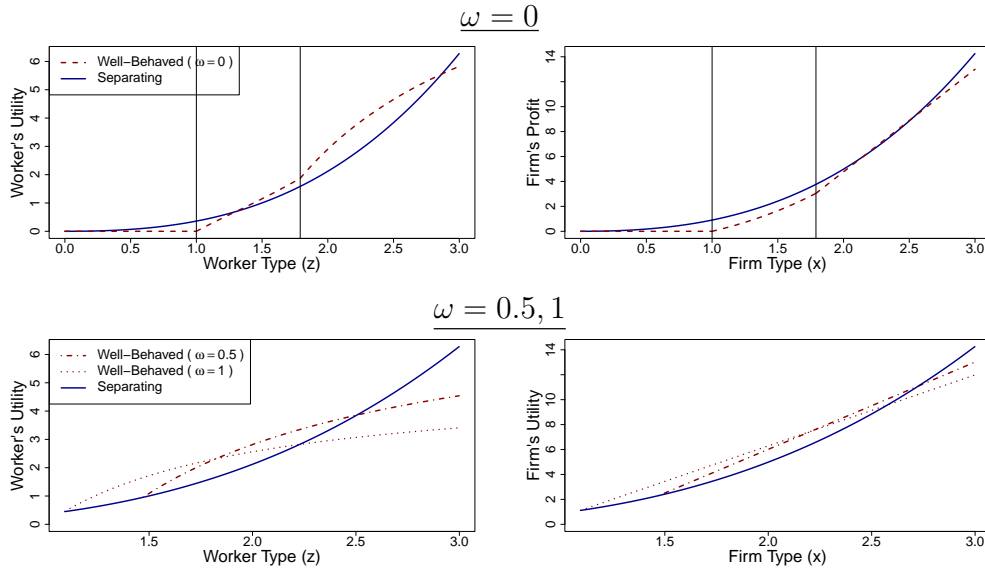 ω = 0
Worker's Utility
0 1 2 3 4 5 6
Well−Behaved ( ω = 0 )
Separating
0.0 0.5 1.0 1.5 2.0 2.5 3.0
Worker Type (z)
Firm's Profit
0 2 4 6 8 10 14
0.0 0.5 1.0 1.5 2.0 2.5 3.0
Firm Type (x)
ω = 0.5, 1
Worker's Utility
0 1 2 3 4 5 6
Well−Behaved ( ω = 0.5 )
Well−Behaved ( ω = 1 )
Separating
1.5 2.0 2.5 3.0
Worker Type (z)
Firm's Utility
0 2 4 6 8 10 14
1.5 2.0 2.5 3.0
Firm Type (x)